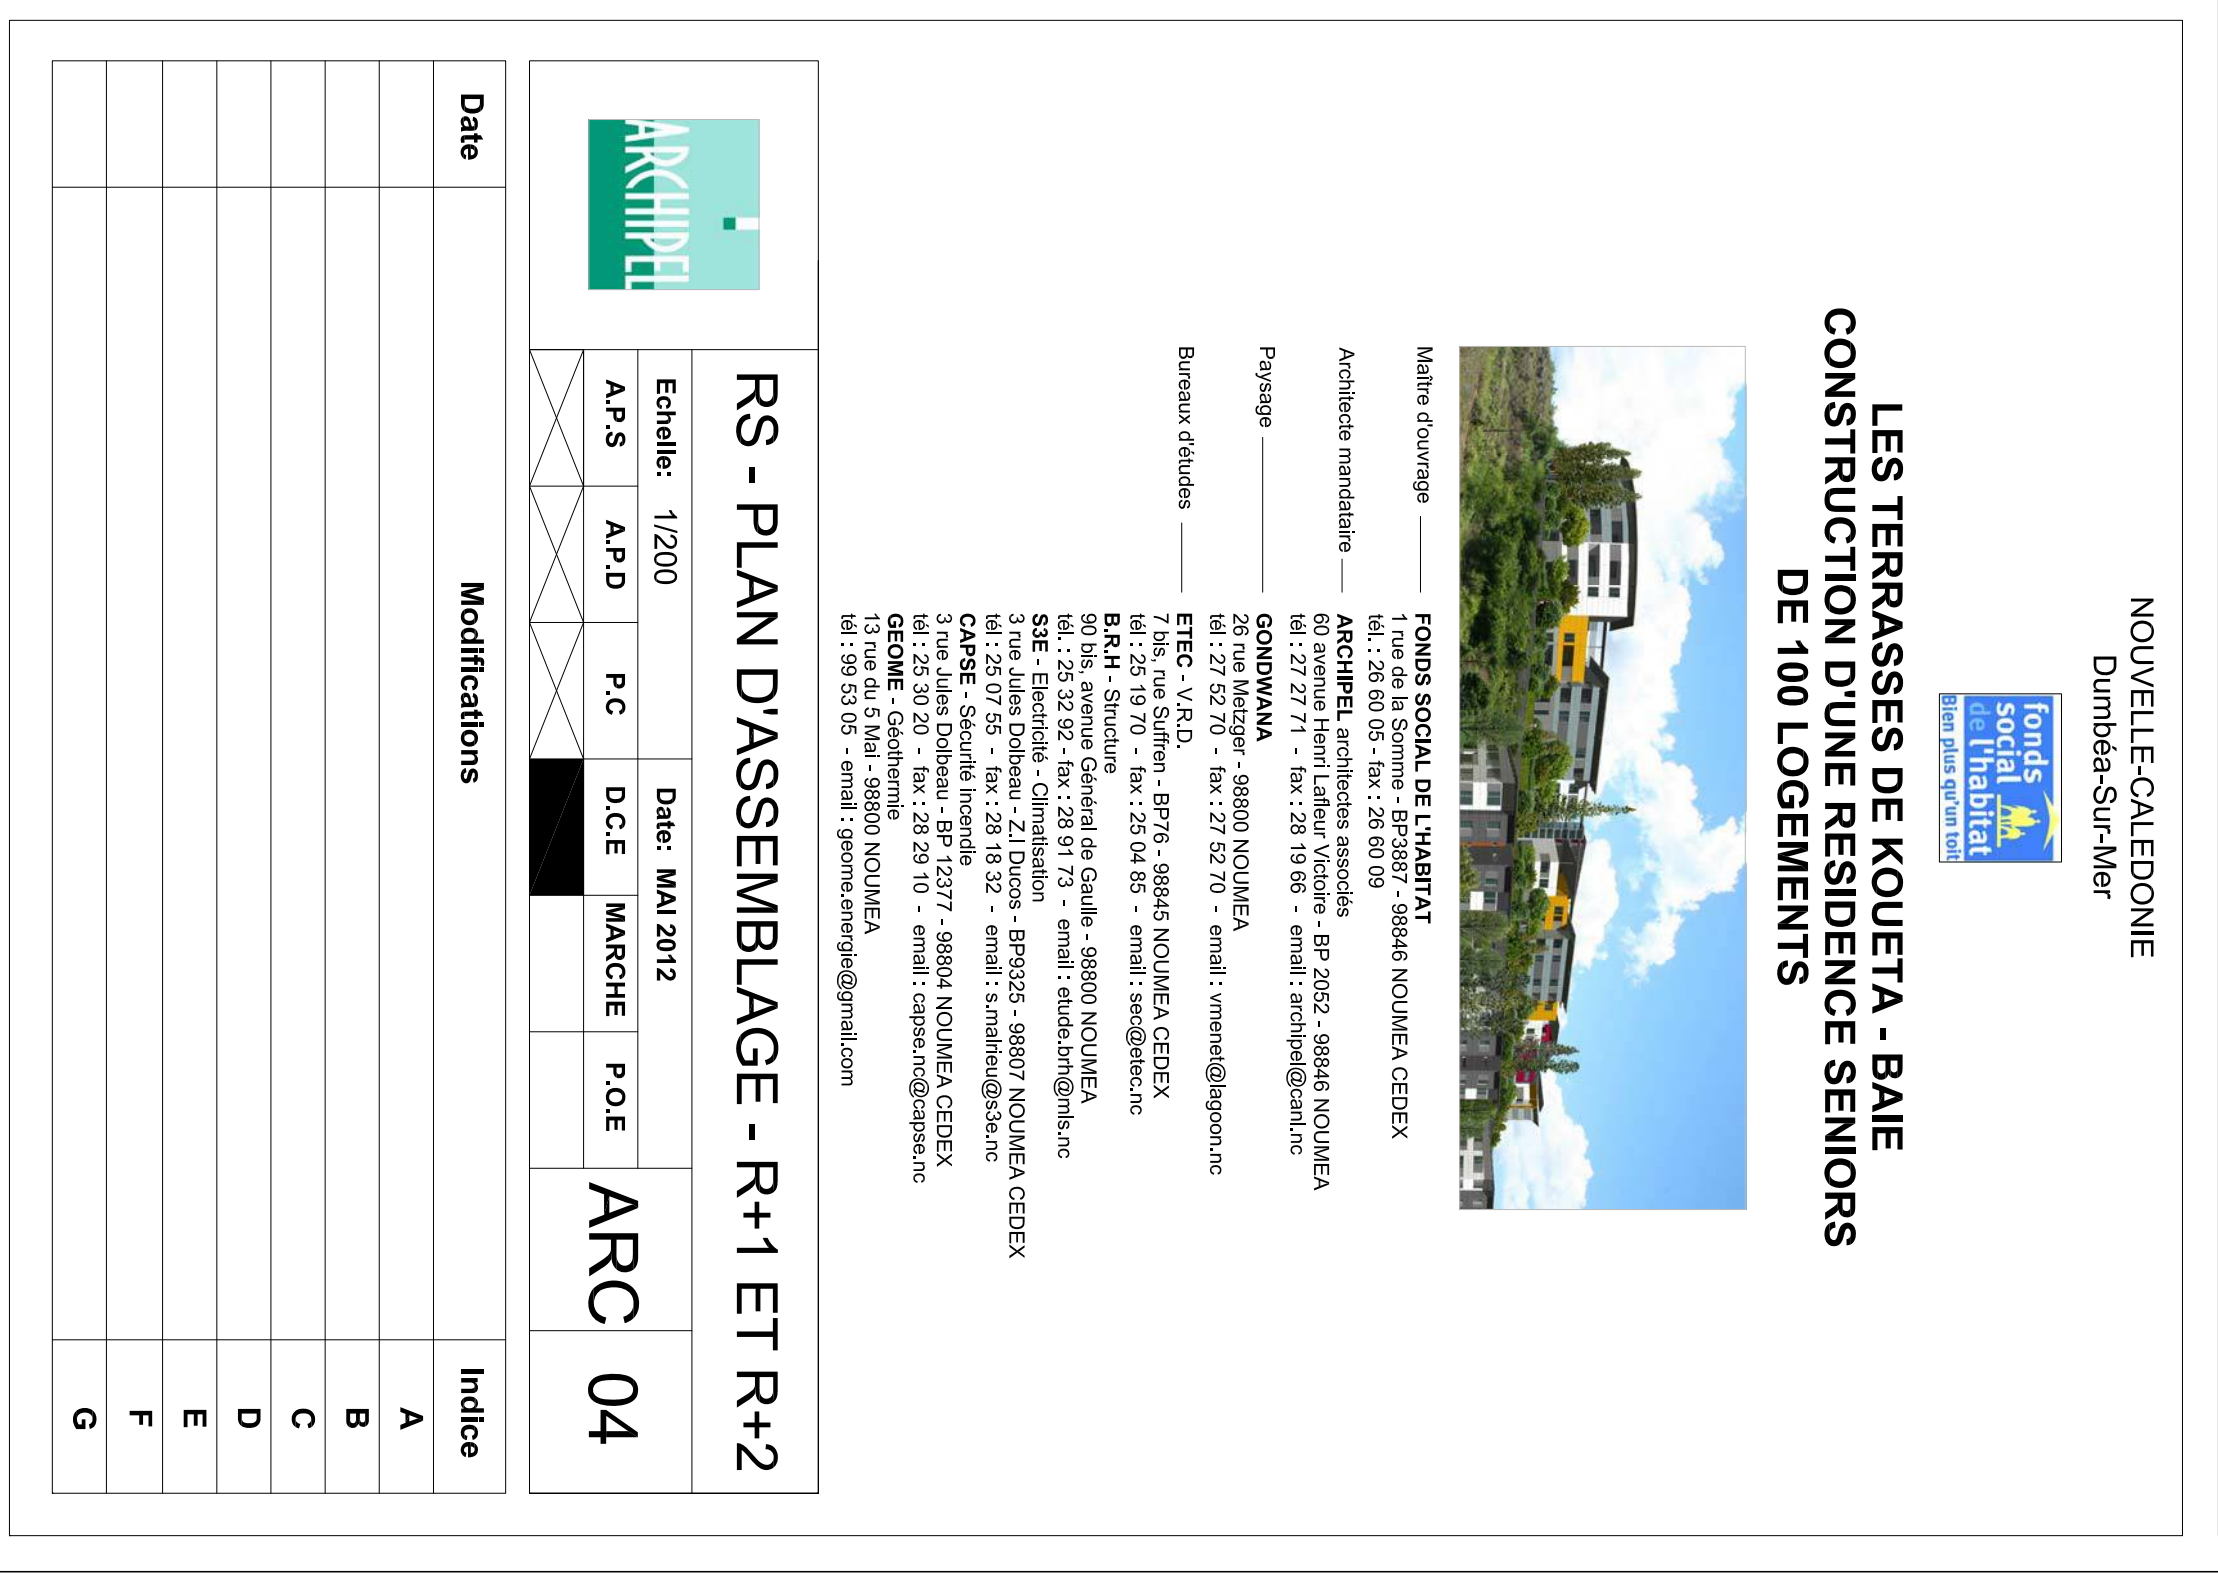 NOUVELLE-CALEDONIE
Dumbéa-Sur-Mer
fonds
social
de l'habitat
Bien plus qu'un toit
LES TERRASSES DE KOUETA - BAIE
CONSTRUCTION D'UNE RESIDENCE SENIORS
DE 100 LOGEMENTS
Maître d'ouvrage
FONDS SOCIAL DE L'HABITAT
1 rue de la Somme - BP3887 - 98846 NOUMEA CEDEX
tél. : 26 60 05 - fax : 26 60 09
Architecte mandataire
ARCHIPEL architectes associés
60 avenue Henri Lafleur Victoire - BP 2052 - 98846 NOUMEA
tél : 27 27 71 - fax : 28 19 66 - email : archipel@canl.nc
Paysage
GONDWANA
26 rue Metzger - 98800 NOUMEA
tél : 27 52 70 - fax : 27 52 70 - email : vmenet@lagoon.nc
Bureaux d'études
ETEC - V.R.D.
7 bis, rue Suffren - BP76 - 98845 NOUMEA CEDEX
tél : 25 19 70 - fax : 25 04 85 - email : sec@etec.nc
B.R.H - Structure
90 bis, avenue Général de Gaulle - 98800 NOUMEA
tél. : 25 32 92 - fax : 28 91 73 - email : etude.brh@mls.nc
S3E - Electricité - Climatisation
3 rue Jules Dolbeau - Z.I Ducos - BP9325 - 98807 NOUMEA CEDEX
tél : 25 07 55 - fax : 28 18 32 - email : s.malrieu@s3e.nc
CAPSE - Sécurité incendie
3 rue Jules Dolbeau - BP 12377 - 98804 NOUMEA CEDEX
tél : 25 30 20 - fax : 28 29 10 - email : capse.nc@capse.nc
GEOME - Géothermie
13 rue du 5 Mai - 98800 NOUMEA
tél : 99 53 05 - email : geome.energie@gmail.com
ARCHIPEL
RS - PLAN D'ASSEMBLAGE - R+1 ET R+2
Echelle: 1/200
Date: MAI 2012
A.P.S A.P.D P.C D.C.E MARCHE P.O.E
ARC 04
Date Modifications Indice
A
B
C
D
E
F
G